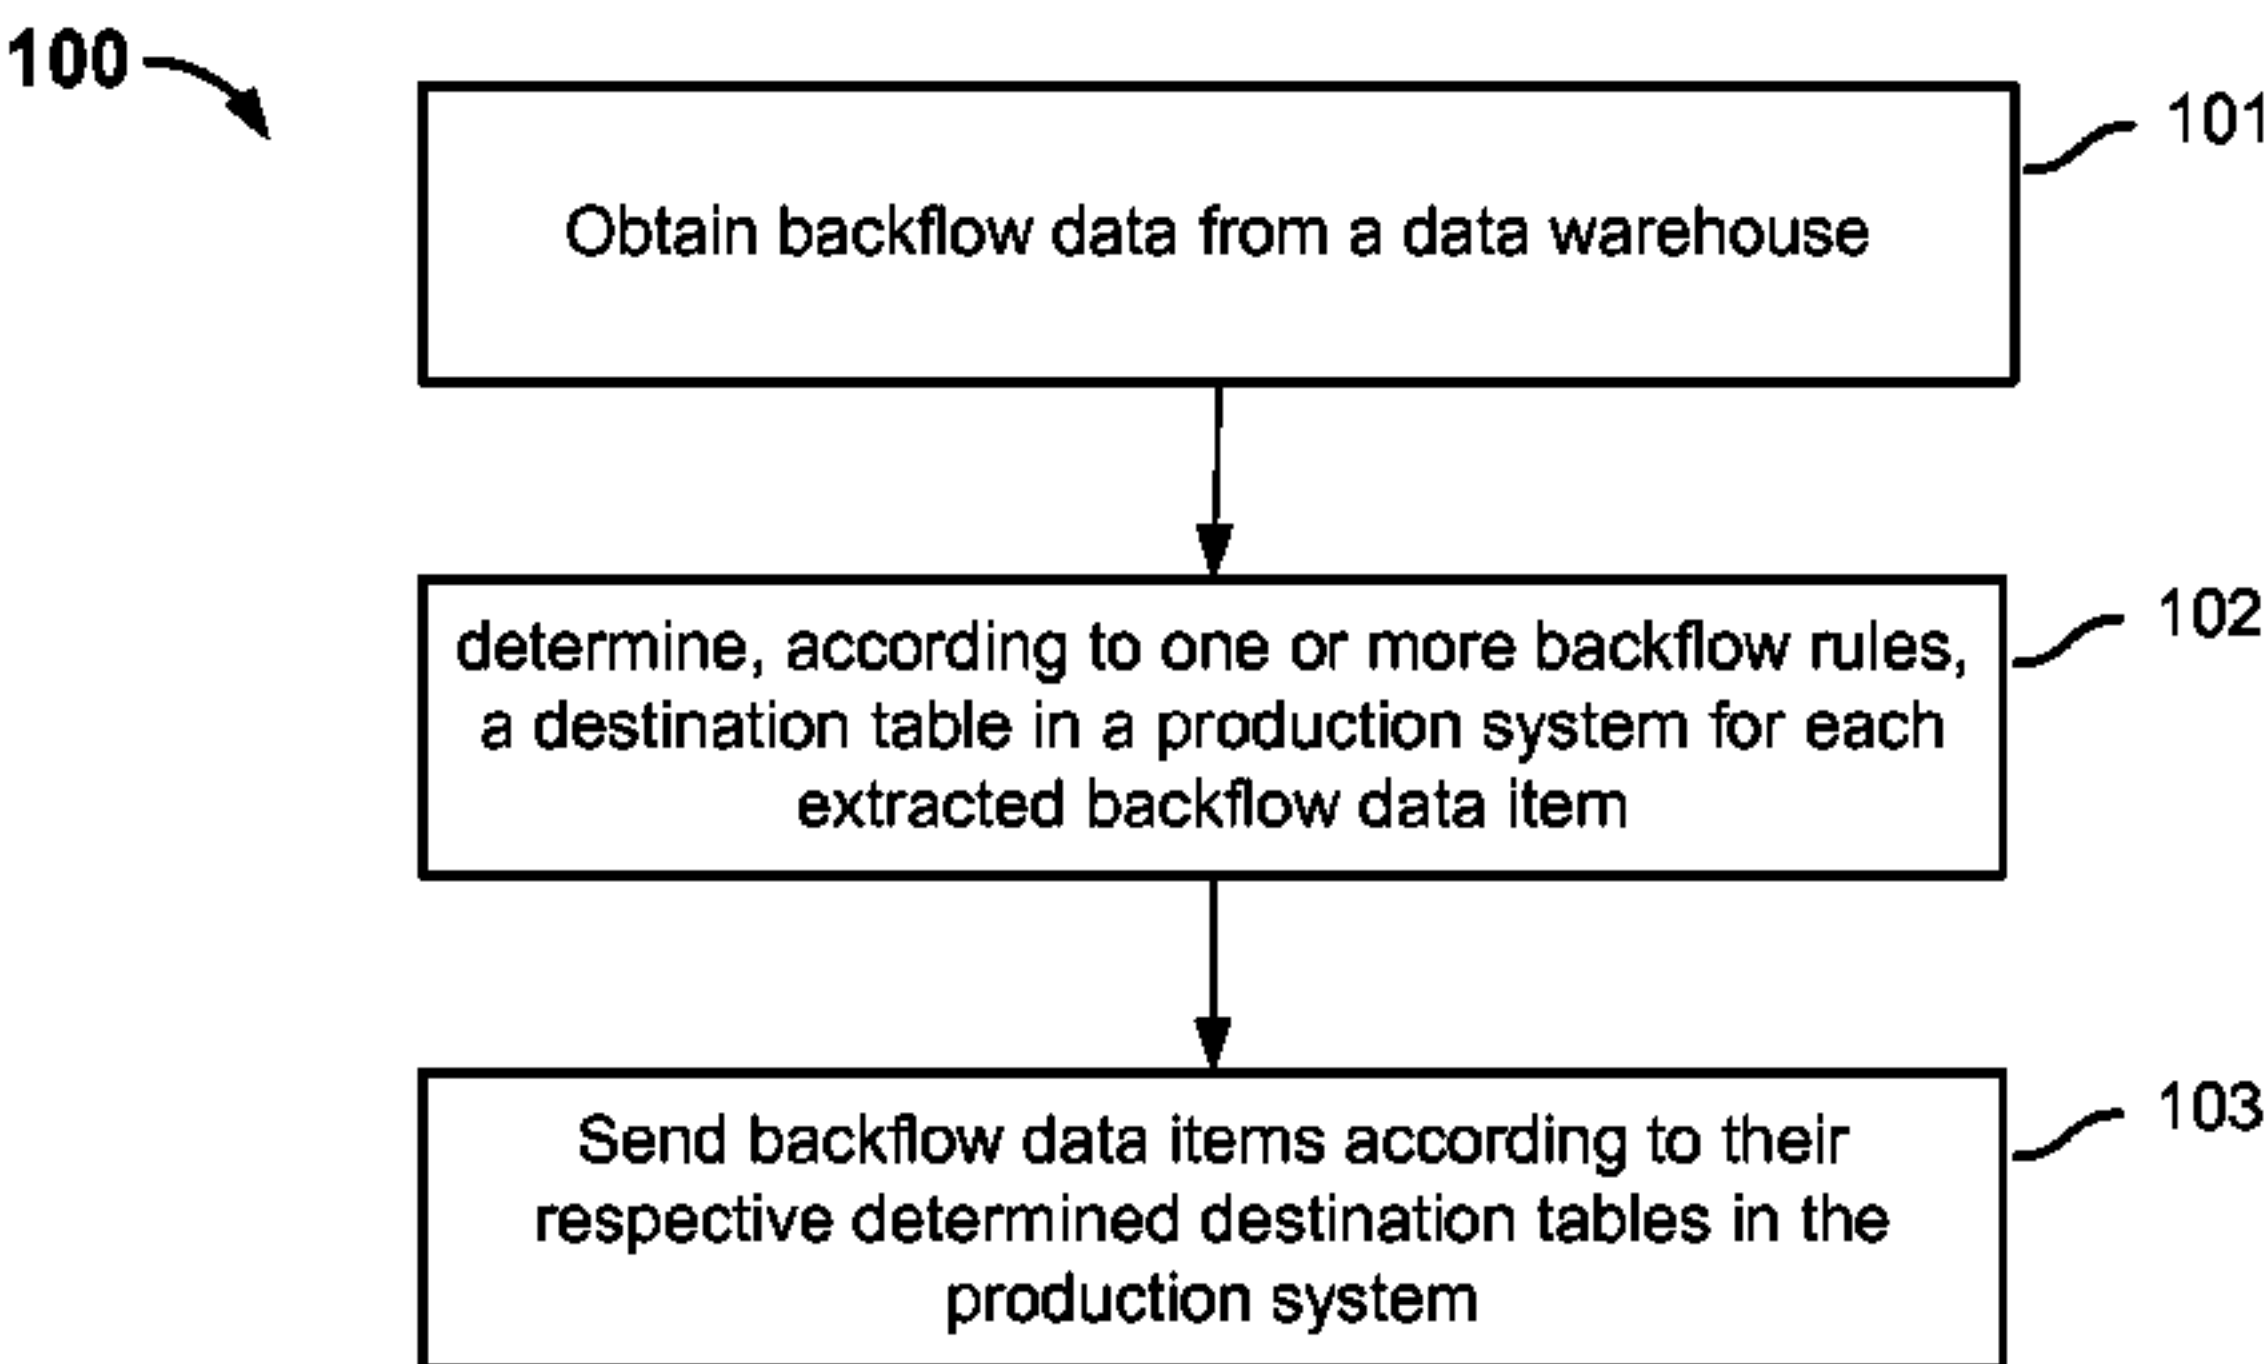 100
101
Obtain backflow data from a data warehouse
102
determine, according to one or more backflow rules,
a destination table in a production system for each
extracted backflow data item
103
Send backflow data items according to their
respective determined destination tables in the
production system